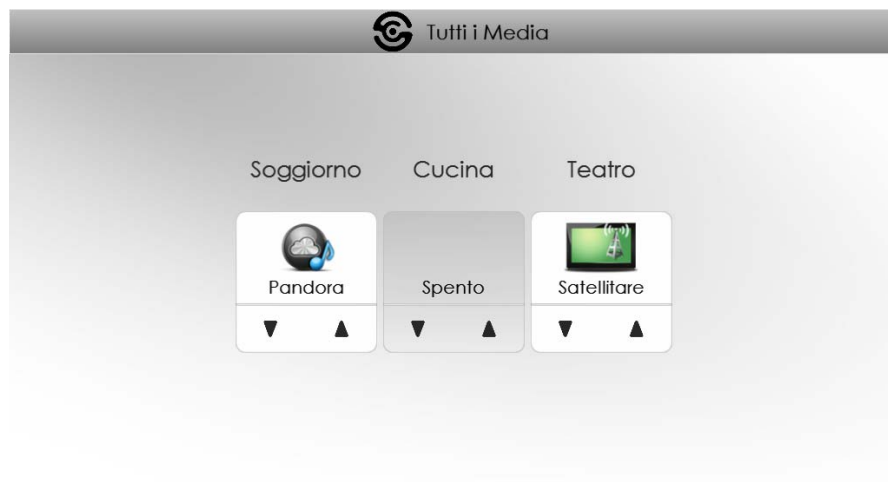 Tutti i Media
Soggiorno Cucina Teatro
Pandora Spento Satellitare